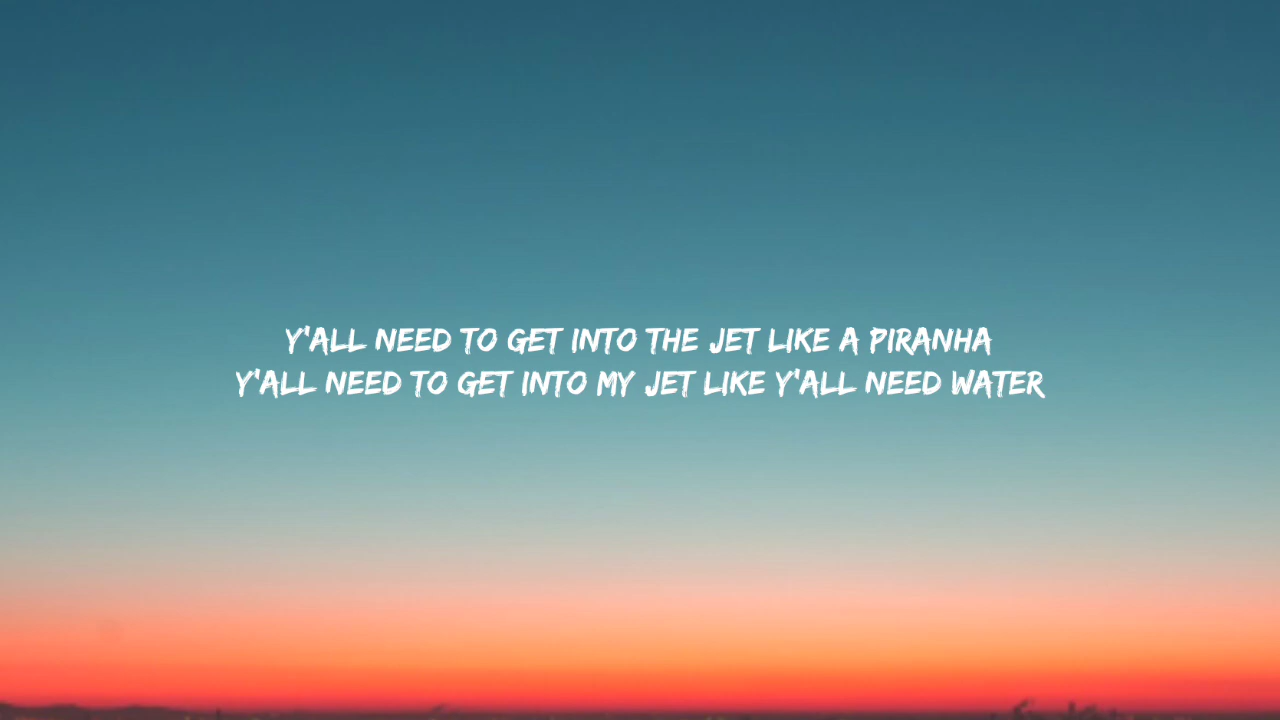 Y'ALL NEED TO GET INTO THE JET LIKE A PIRANHA
Y'ALL NEED TO GET INTO MY JET LIKE Y'ALL NEED WATER